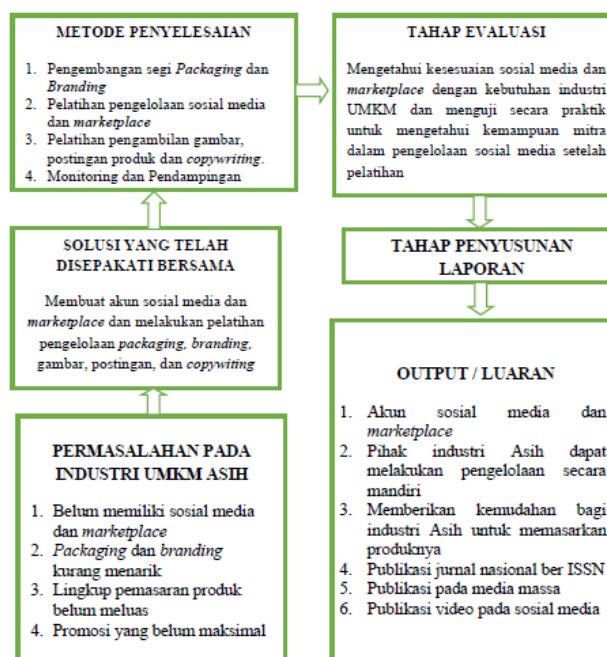 METODE PENYELESAIAN
1. Pengembangan segi Packaging dan
Branding
2. Pelatihan pengelolaan sosial media
dan marketplace
3. Pelatihan pengambilan gambar,
postingan produk dan copywriting.
4. Monitoring dan Pendampingan
TAHAP EVALUASI
Mengetahui kesesuaian sosial media dan
marketplace dengan kebutuhan industri
UMKM dan menguji secara praktik
untuk mengetahui kemampuan mitra
dalam pengelolaan sosial media setelah
pelatihan
SOLUSI YANG TELAH
DISEPAKATI BERSAMA
Membuat akun sosial media dan
marketplace dan melakukan pelatihan
pengelolaan packaging, branding,
gambar, postingan, dan copywiting
TAHAP PENYUSUNAN
LAPORAN
PERMASALAHAN PADA
INDUSTRI UMKM ASIH
1. Belum memiliki sosial media
dan marketplace
2. Packaging dan branding
kurang menarik
3. Lingkup pemasaran produk
belum meluas
4. Promosi yang belum maksimal
OUTPUT / LUARAN
1. Akun sosial media dan
marketplace
2. Pihak industri Asih dapat
melakukan pengelolaan secara
mandiri
3. Memberikan kemudahan bagi
industri Asih untuk memasarkan
produknya
4. Publikasi jurnal nasional ber ISSN
5. Publikasi pada media massa
6. Publikasi video pada sosial media